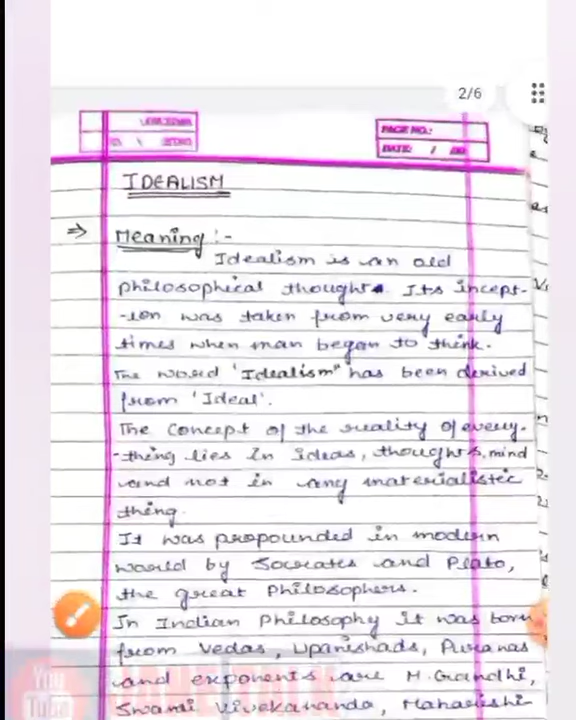 2/6
PAGE NO.:
DATE: /
IDEALISM
⇒ Meaning :-
Idealism is an old
philosophical thought. Its incept-
-ion was taken from very early
times when man began to think.
The word 'Idealism" has been derived
from 'Ideal'.
The Concept of the reality of every-
-thing lies in ideas, thoughts, mind
and not in any materialistic
thing.
It was propounded in modern
world by Socrates and Plato,
the great Philosophers.
In Indian Philosophy it was born
from Vedas, Upanishads, Puranas
and exponents are M.Gandhi,
Swami Vivekananda, Maharishi
You
Tube